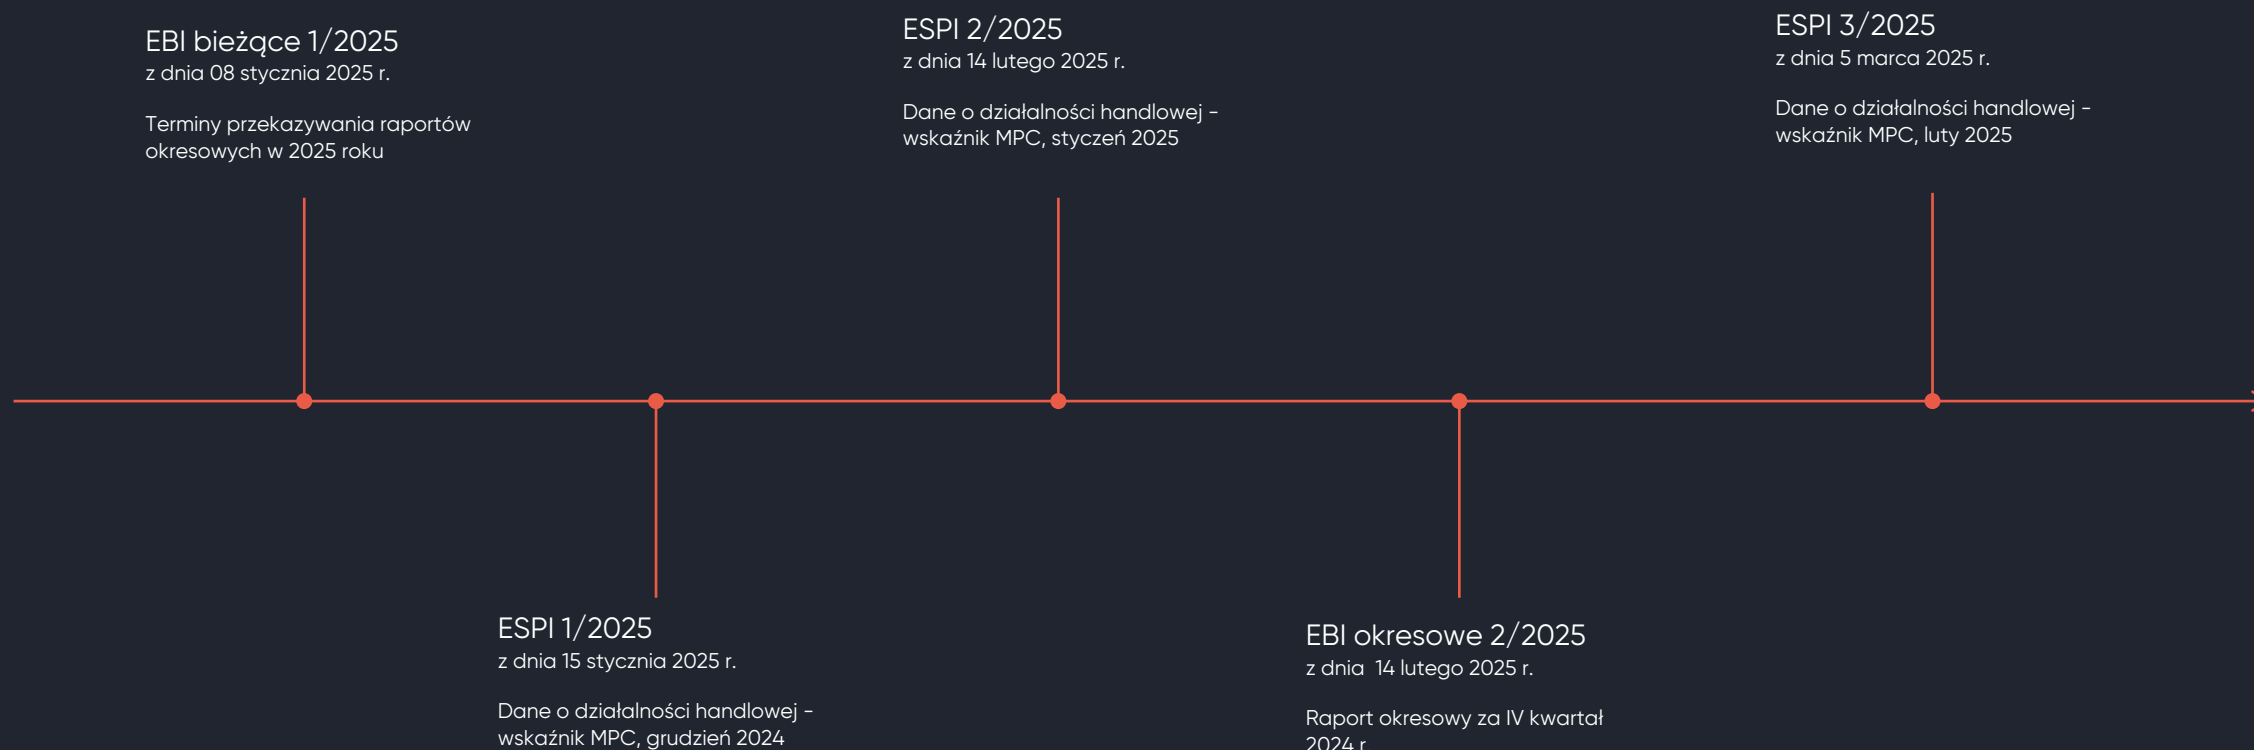 EBI bieżące 1/2025
z dnia 08 stycznia 2025 r.
Terminy przekazywania raportów
okresowych w 2025 roku
ESPI 1/2025
z dnia 15 stycznia 2025 r.
Dane o działalności handlowej -
wskaźnik MPC, grudzień 2024
ESPI 2/2025
z dnia 14 lutego 2025 r.
Dane o działalności handlowej -
wskaźnik MPC, styczeń 2025
EBI okresowe 2/2025
z dnia 14 lutego 2025 r.
Raport okresowy za IV kwartał
2024 r
ESPI 3/2025
z dnia 5 marca 2025 r.
Dane o działalności handlowej -
wskaźnik MPC, luty 2025